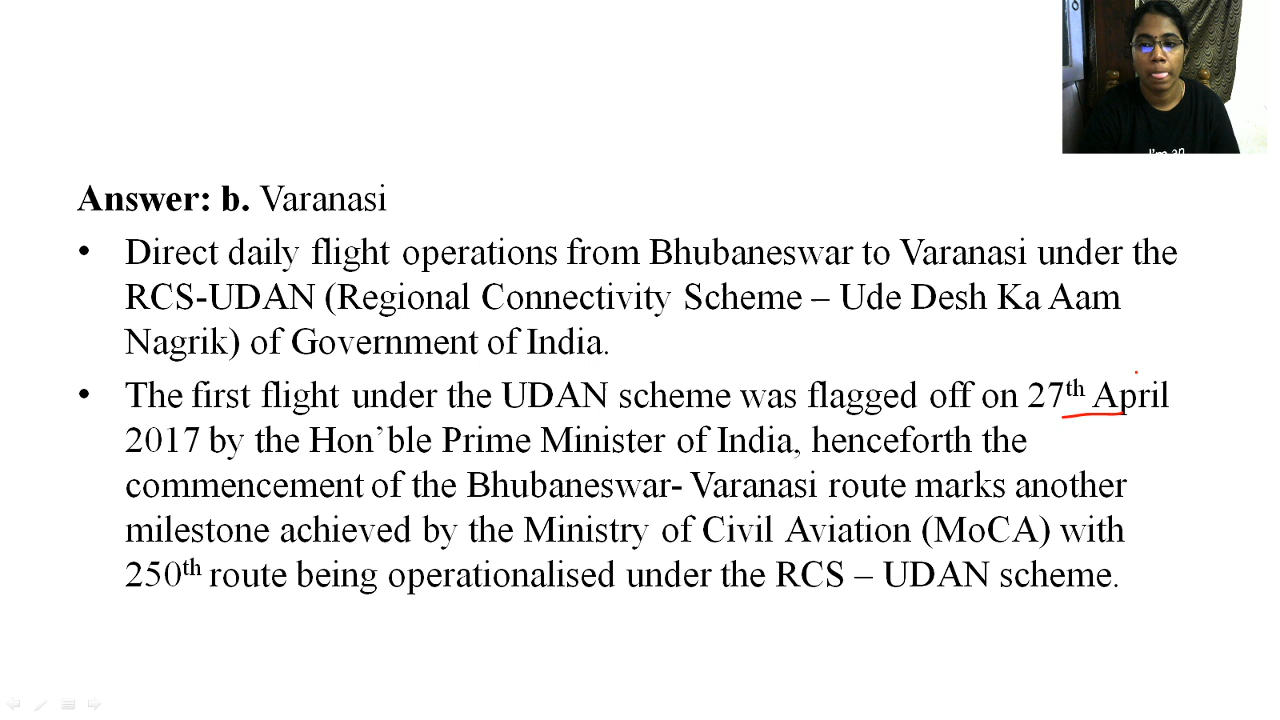 I'm an
Answer: b. Varanasi
• Direct daily flight operations from Bhubaneswar to Varanasi under the
RCS-UDAN (Regional Connectivity Scheme – Ude Desh Ka Aam
Nagrik) of Government of India.
• The first flight under the UDAN scheme was flagged off on 27th April
2017 by the Hon’ble Prime Minister of India, henceforth the
commencement of the Bhubaneswar- Varanasi route marks another
milestone achieved by the Ministry of Civil Aviation (MoCA) with
250th route being operationalised under the RCS – UDAN scheme.